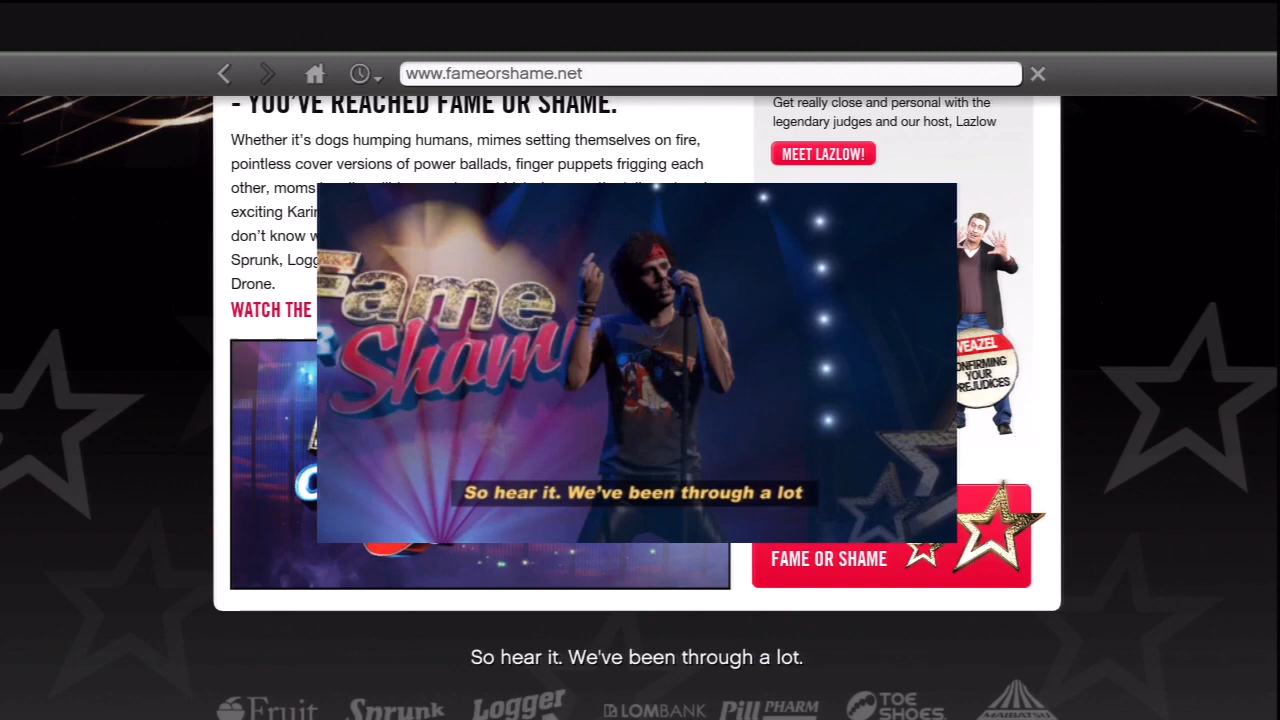 www.fameorshame.net
- YOU'VE REACHED FAME OR SHAME.
Whether it's dogs humping humans, mimes setting themselves on fire,
pointless cover versions of power ballads, finger puppets frigging each
other, moms
exciting Karin
don't know w
Sprunk, Logg
Drone.
WATCH THE
Get really close and personal with the
legendary judges and our host, Lazlow
MEET LAZLOW!
Fame
Sham
So hear it. We've been through a lot
WEAZEL
CONFIRMING
YOUR
PREJUDICES
FAME OR SHAME
So hear it. We've been through a lot.
Fruit
Sprunk
Logger
LOMBANK
Pill PHARM
TOE
SHOES
MAIBATSU